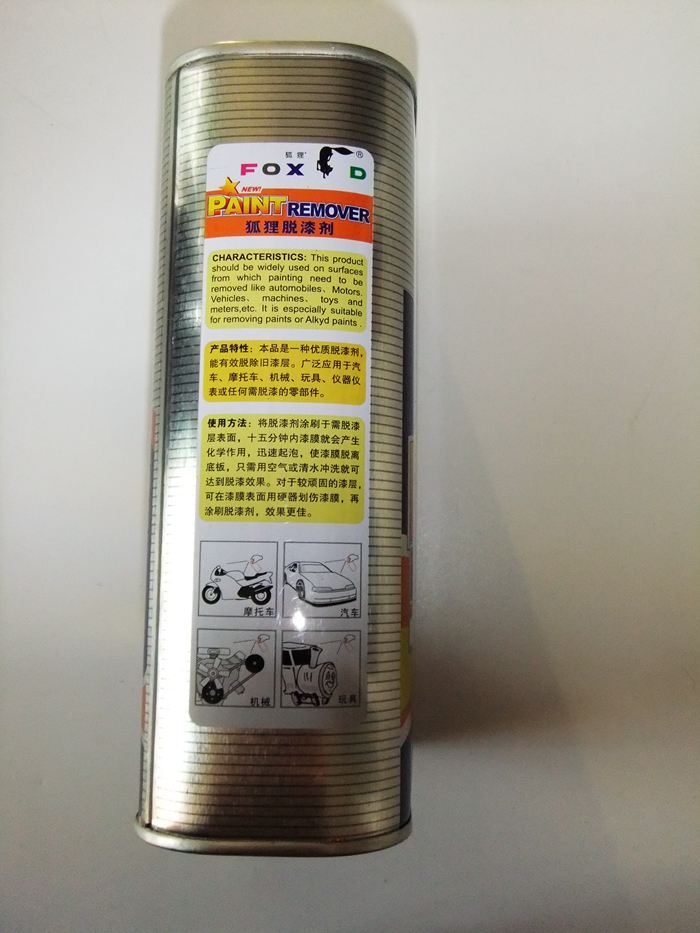 狐狸'
FOX D ®
NEW!
PAINT REMOVER
狐狸脱漆剂
CHARACTERISTICS: This product
should be widely used on surfaces
from which painting need to be
removed like automobiles、Motors,
Vehicles、machines、toys and
meters,etc. It is especially suitable
for removing paints or Alkyd paints .
产品特性：本品是一种优质脱漆剂，
能有效脱除旧漆层。广泛应用于汽
车、摩托车、机械、玩具、仪器仪
表或任何需脱漆的零部件。
使用方法：将脱漆剂涂刷于需脱漆
层表面，十五分钟内漆膜就会产生
化学作用，迅速起泡，使漆膜脱离
底板，只需用空气或清水冲洗就可
达到脱漆效果。对于较顽固的漆层，
可在漆膜表面用硬器划伤漆膜，再
涂刷脱漆剂，效果更佳。
摩托车
汽车
机械
玩具